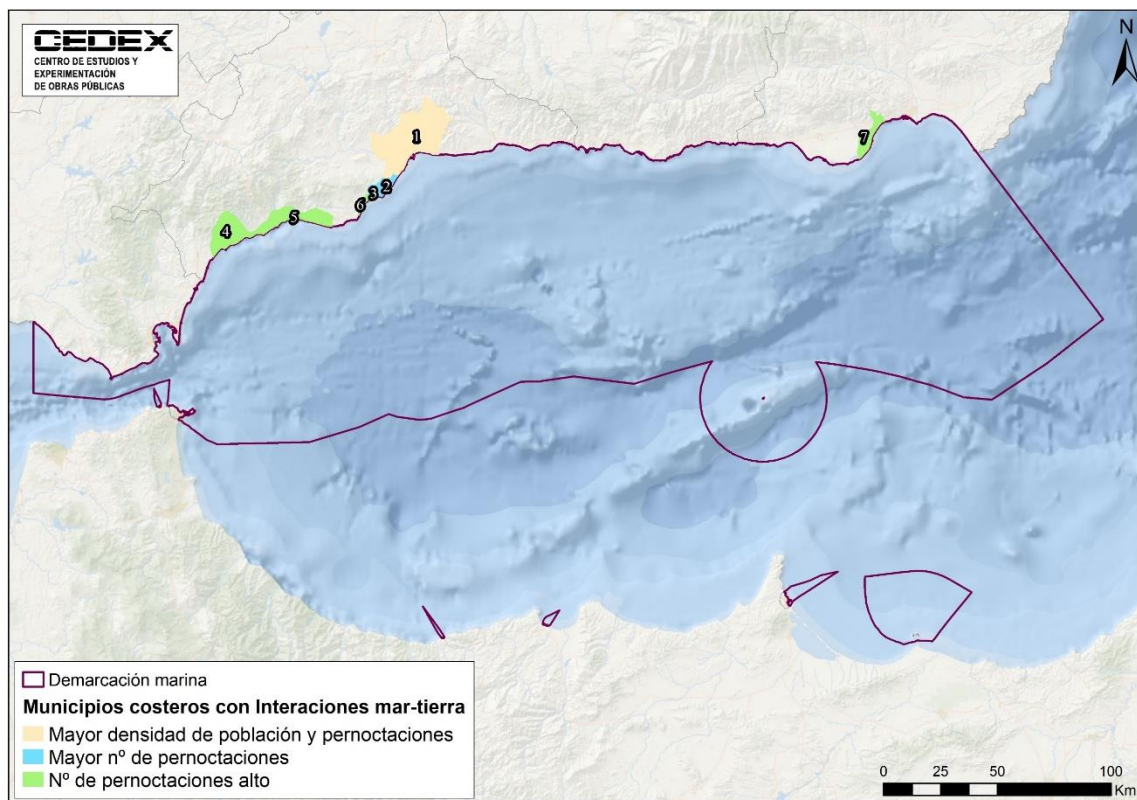 CEDEX
CENTRO DE ESTUDIOS Y
EXPERIMENTACIÓN
DE OBRAS PÚBLICAS
N
1
7
2
3
6
5
4
Demarcación marina
Municipios costeros con Interaciones mar-tierra
Mayor densidad de población y pernoctaciones
Mayor nº de pernoctaciones
Nº de pernoctaciones alto
0 25 50 100
Km